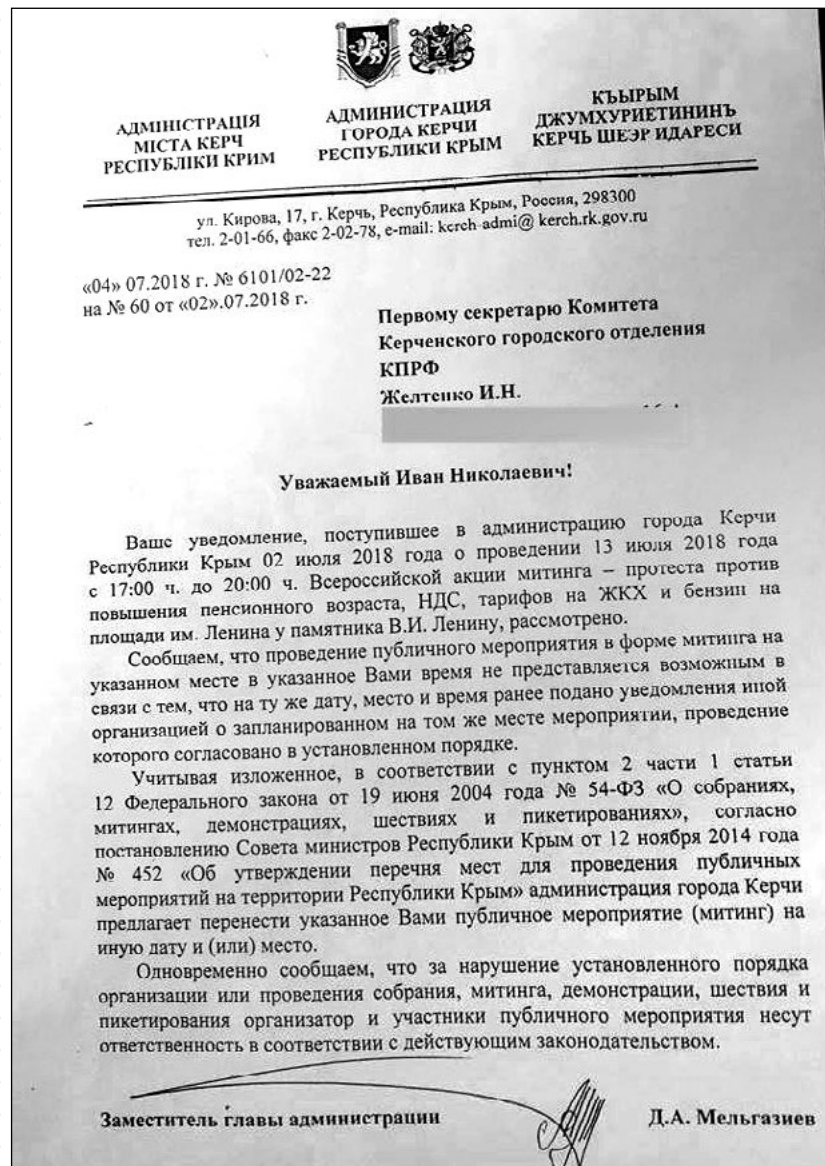 АДМІНІСТРАЦІЯ
МІСТА КЕРЧ
РЕСПУБЛІКИ КРИМ
АДМИНИСТРАЦИЯ
ГОРОДА КЕРЧИ
РЕСПУБЛИКИ КРЫМ
КЪЫРЫМ
ДЖУМХУРИЕТИНИНЪ
КЕРЧЬ ШЕЭР ИДАРЕСИ
ул. Кирова, 17, г. Керчь, Республика Крым, Россия, 298300
тел. 2-01-66, факс 2-02-78, e-mail: kerch-admi@ kerch.rk.gov.ru
«04» 07.2018 г. № 6101/02-22
на № 60 от «02».07.2018 г.
Первому секретарю Комитета
Керченского городского отделения
КПРФ
Желтенко И.Н.
Уважаемый Иван Николаевич!
Ваше уведомление, поступившее в администрацию города Керчи
Республики Крым 02 июля 2018 года о проведении 13 июля 2018 года
с 17:00 ч. до 20:00 ч. Всероссийской акции митинга – протеста против
повышения пенсионного возраста, НДС, тарифов на ЖКХ и бензин на
площади им. Ленина у памятника В.И. Ленину, рассмотрено.
Сообщаем, что проведение публичного мероприятия в форме митинга на
указанном месте в указанное Вами время не представляется возможным в
связи с тем, что на ту же дату, место и время ранее подано уведомления иной
организацией о запланированном на том же месте мероприятии, проведение
которого согласовано в установленном порядке.
Учитывая изложенное, в соответствии с пунктом 2 части 1 статьи
12 Федерального закона от 19 июня 2004 года № 54-ФЗ «О собраниях,
митингах, демонстрациях, шествиях и пикетированиях», согласно
постановлению Совета министров Республики Крым от 12 ноября 2014 года
№ 452 «Об утверждении перечня мест для проведения публичных
мероприятий на территории Республики Крым» администрация города Керчи
предлагает перенести указанное Вами публичное мероприятие (митинг) на
иную дату и (или) место.
Одновременно сообщаем, что за нарушение установленного порядка
организации или проведения собрания, митинга, демонстрации, шествия и
пикетирования организатор и участники публичного мероприятия несут
ответственность в соответствии с действующим законодательством.
Заместитель главы администрации Д.А. Мельгазиев